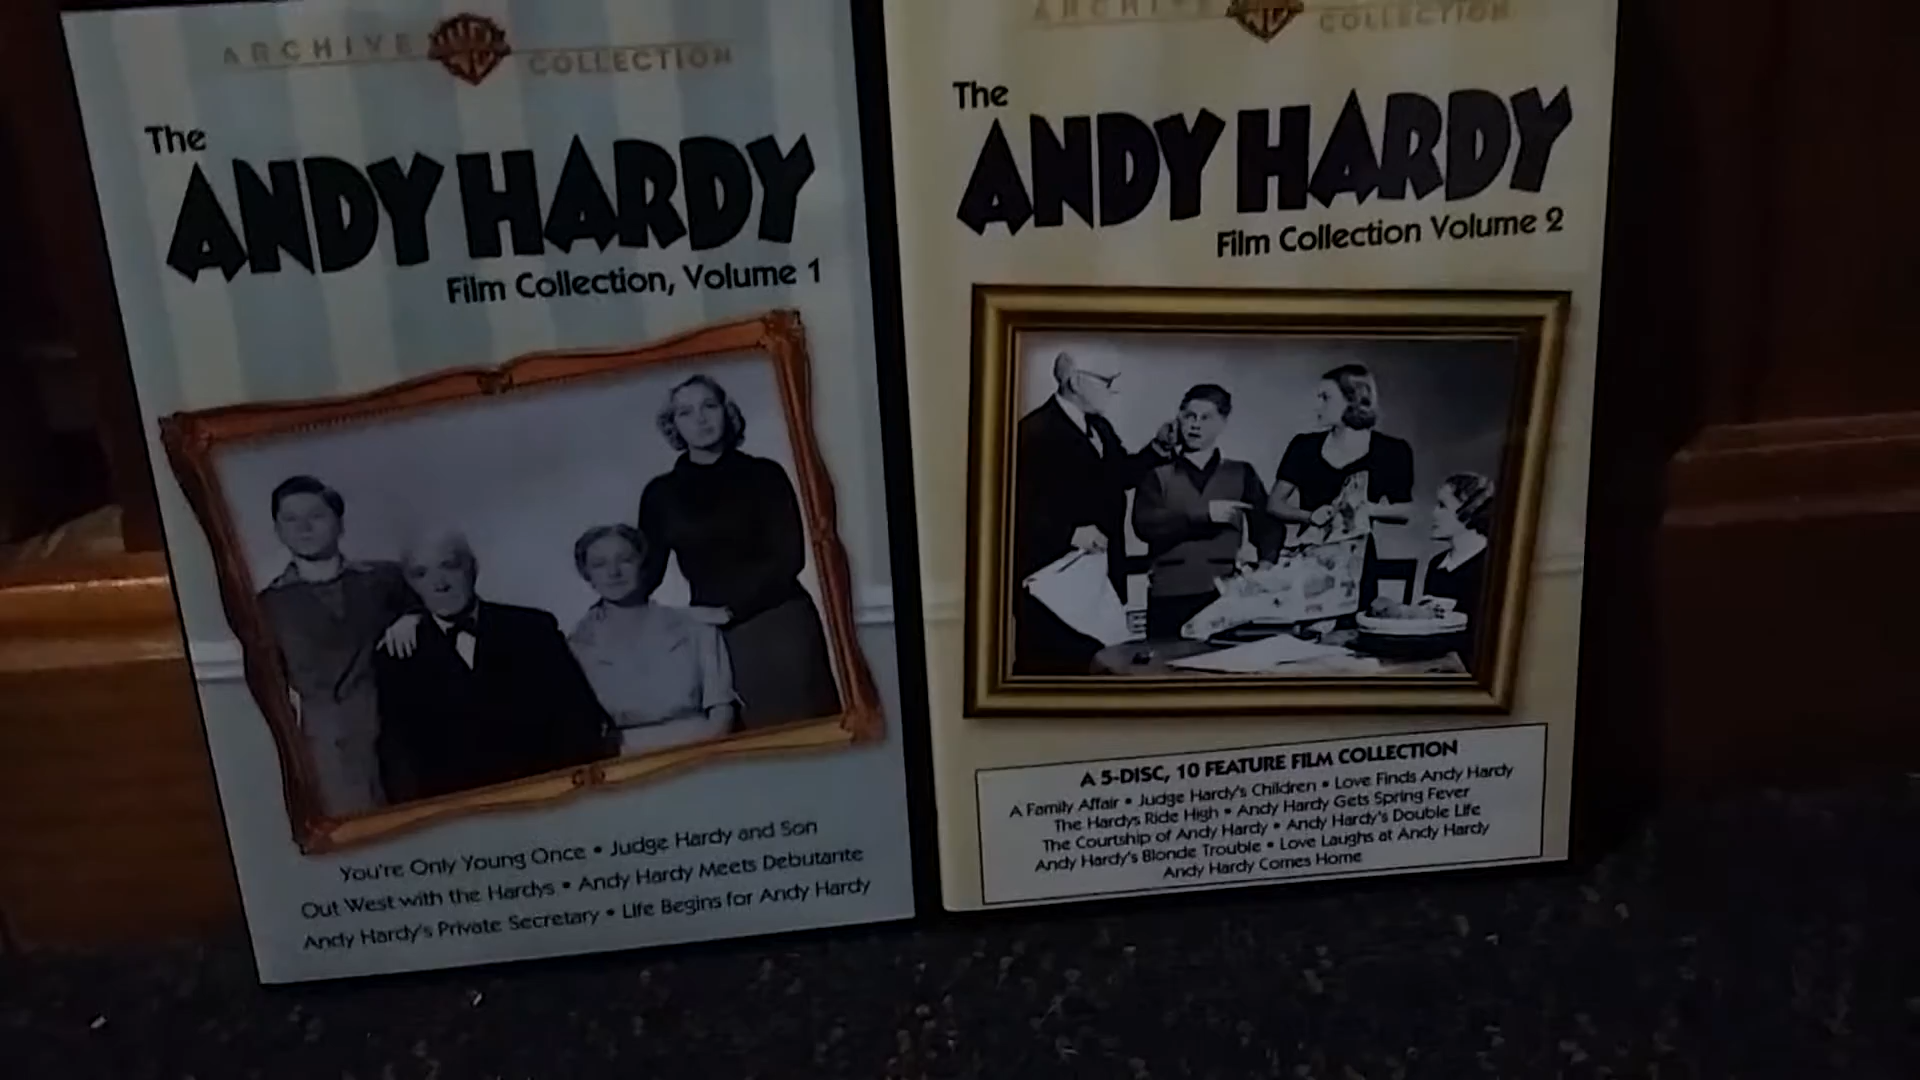 ARCHIVE WB COLLECTION
The
ANDY HARDY
Film Collection, Volume 1
You're Only Young Once • Judge Hardy and Son
Out West with the Hardys • Andy Hardy Meets Debutante
Andy Hardy's Private Secretary • Life Begins for Andy Hardy
ARCHIVE WB COLLECTION
The
ANDY HARDY
Film Collection Volume 2
A 5-DISC, 10 FEATURE FILM COLLECTION
A Family Affair • Judge Hardy's Children • Love Finds Andy Hardy
The Hardys Ride High • Andy Hardy Gets Spring Fever
The Courtship of Andy Hardy • Andy Hardy's Double Life
Andy Hardy's Blonde Trouble • Love Laughs at Andy Hardy
Andy Hardy Comes Home